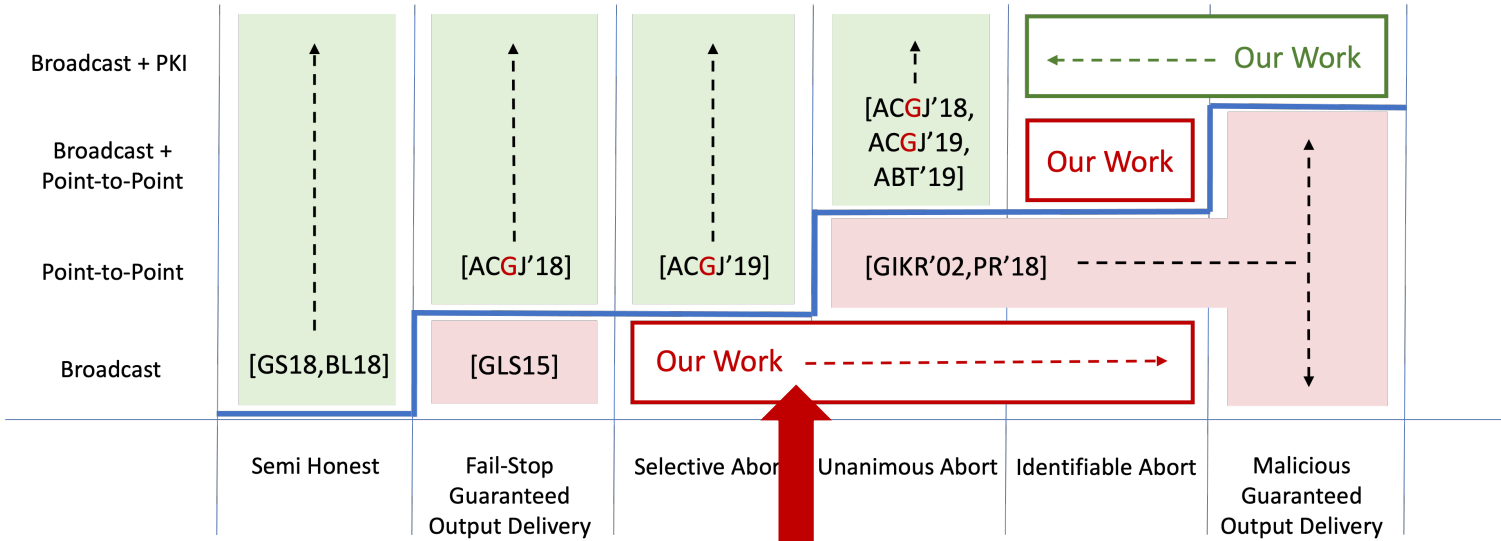 Broadcast + PKI
Our Work
[ACGJ'18,
ACGJ'19,
ABT'19]
Broadcast +
Point-to-Point
Our Work
Point-to-Point
[ACGJ'18]
[ACGJ'19]
[GIKR'02,PR'18]
Broadcast
[GS18,BL18]
[GLS15]
Our Work
Semi Honest
Fail-Stop
Guaranteed
Output Delivery
Selective Abor
Unanimous Abort
Identifiable Abort
Malicious
Guaranteed
Output Delivery